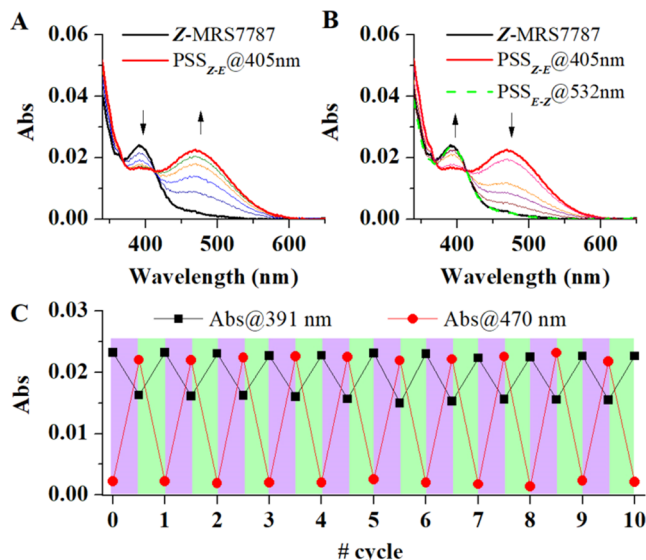 A
B
0.06
0.04
0.02
0.00
Abs
Z-MRS7787
PSSZ-E@405nm
400
500
600
Wavelength (nm)
0.06
0.04
0.02
0.00
Abs
Z-MRS7787
PSSZ-E@405nm
PSSE-Z@532nm
400
500
600
Wavelength (nm)
C
0.03
0.02
0.01
0.00
Abs
Abs@391 nm
Abs@470 nm
0 1 2 3 4 5 6 7 8 9 10
# cycle